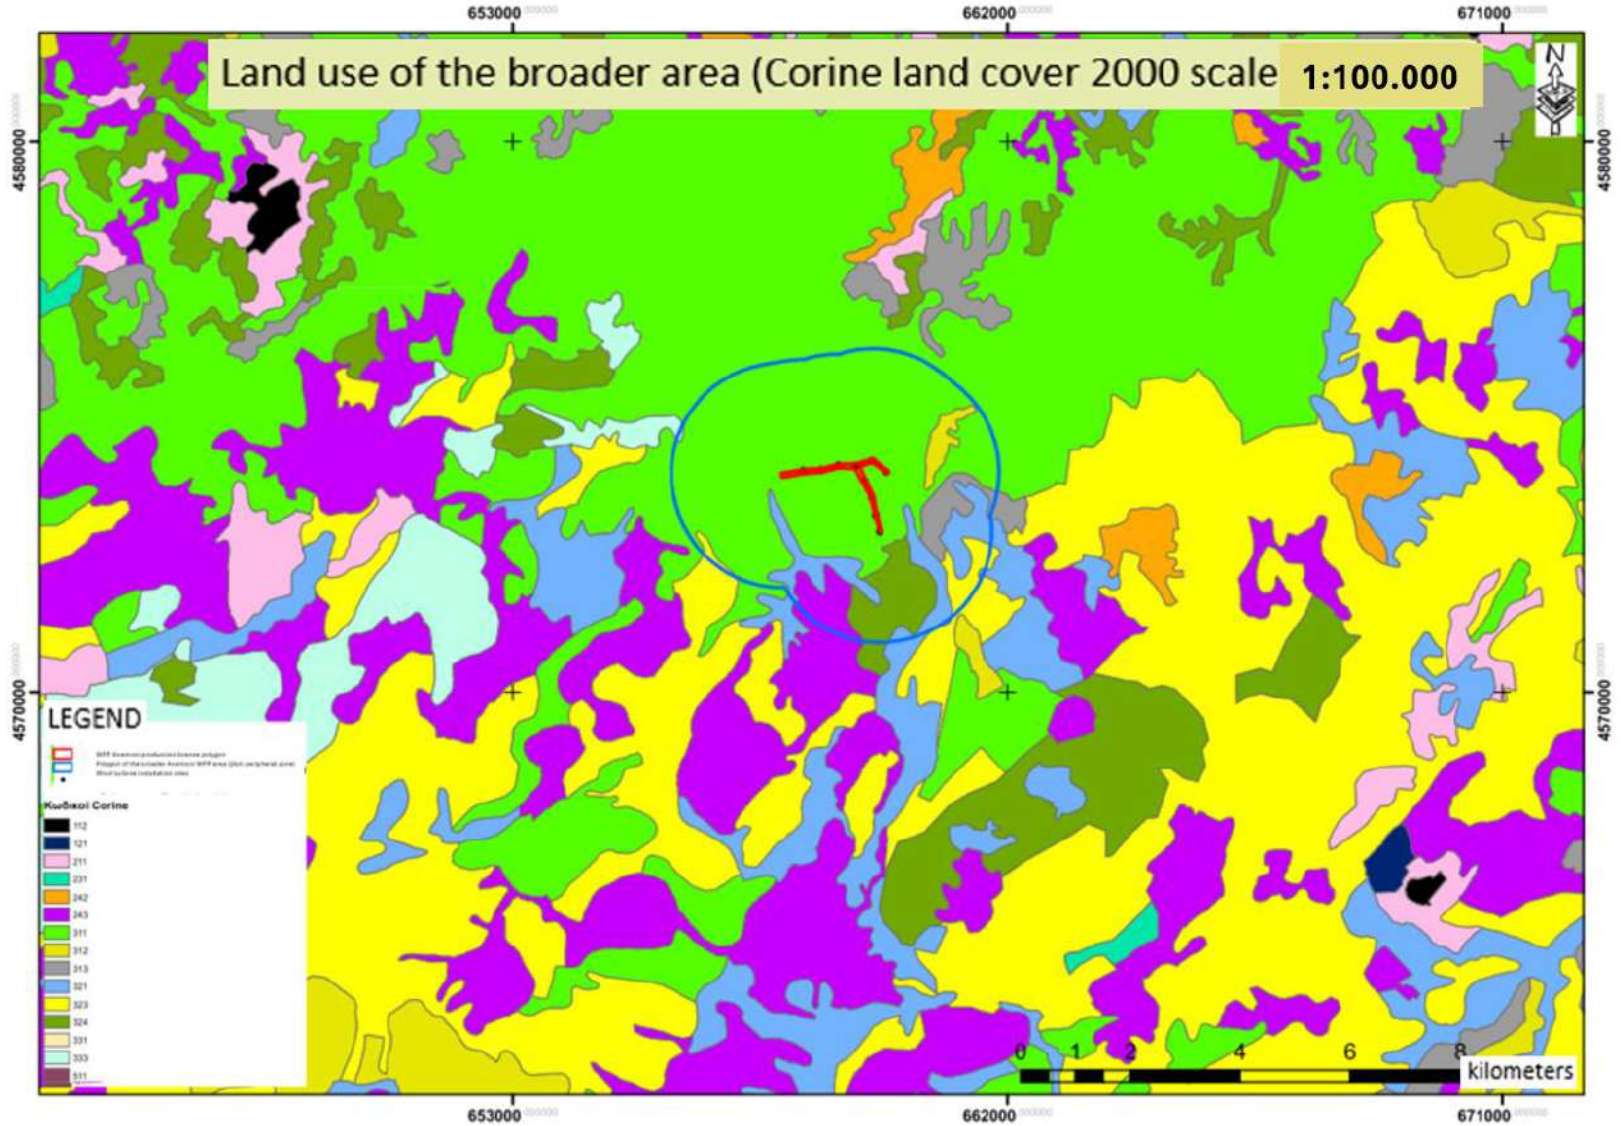 653000 662000 671000
Land use of the broader area (Corine land cover 2000 scale 1:100.000
N
4580000 4580000
4570000 4570000
LEGEND
Κωδικοί Corine
112
121
211
231
242
243
311
312
313
321
323
324
331
333
511
0 1 2 4 6 8
kilometers
653000 662000 671000